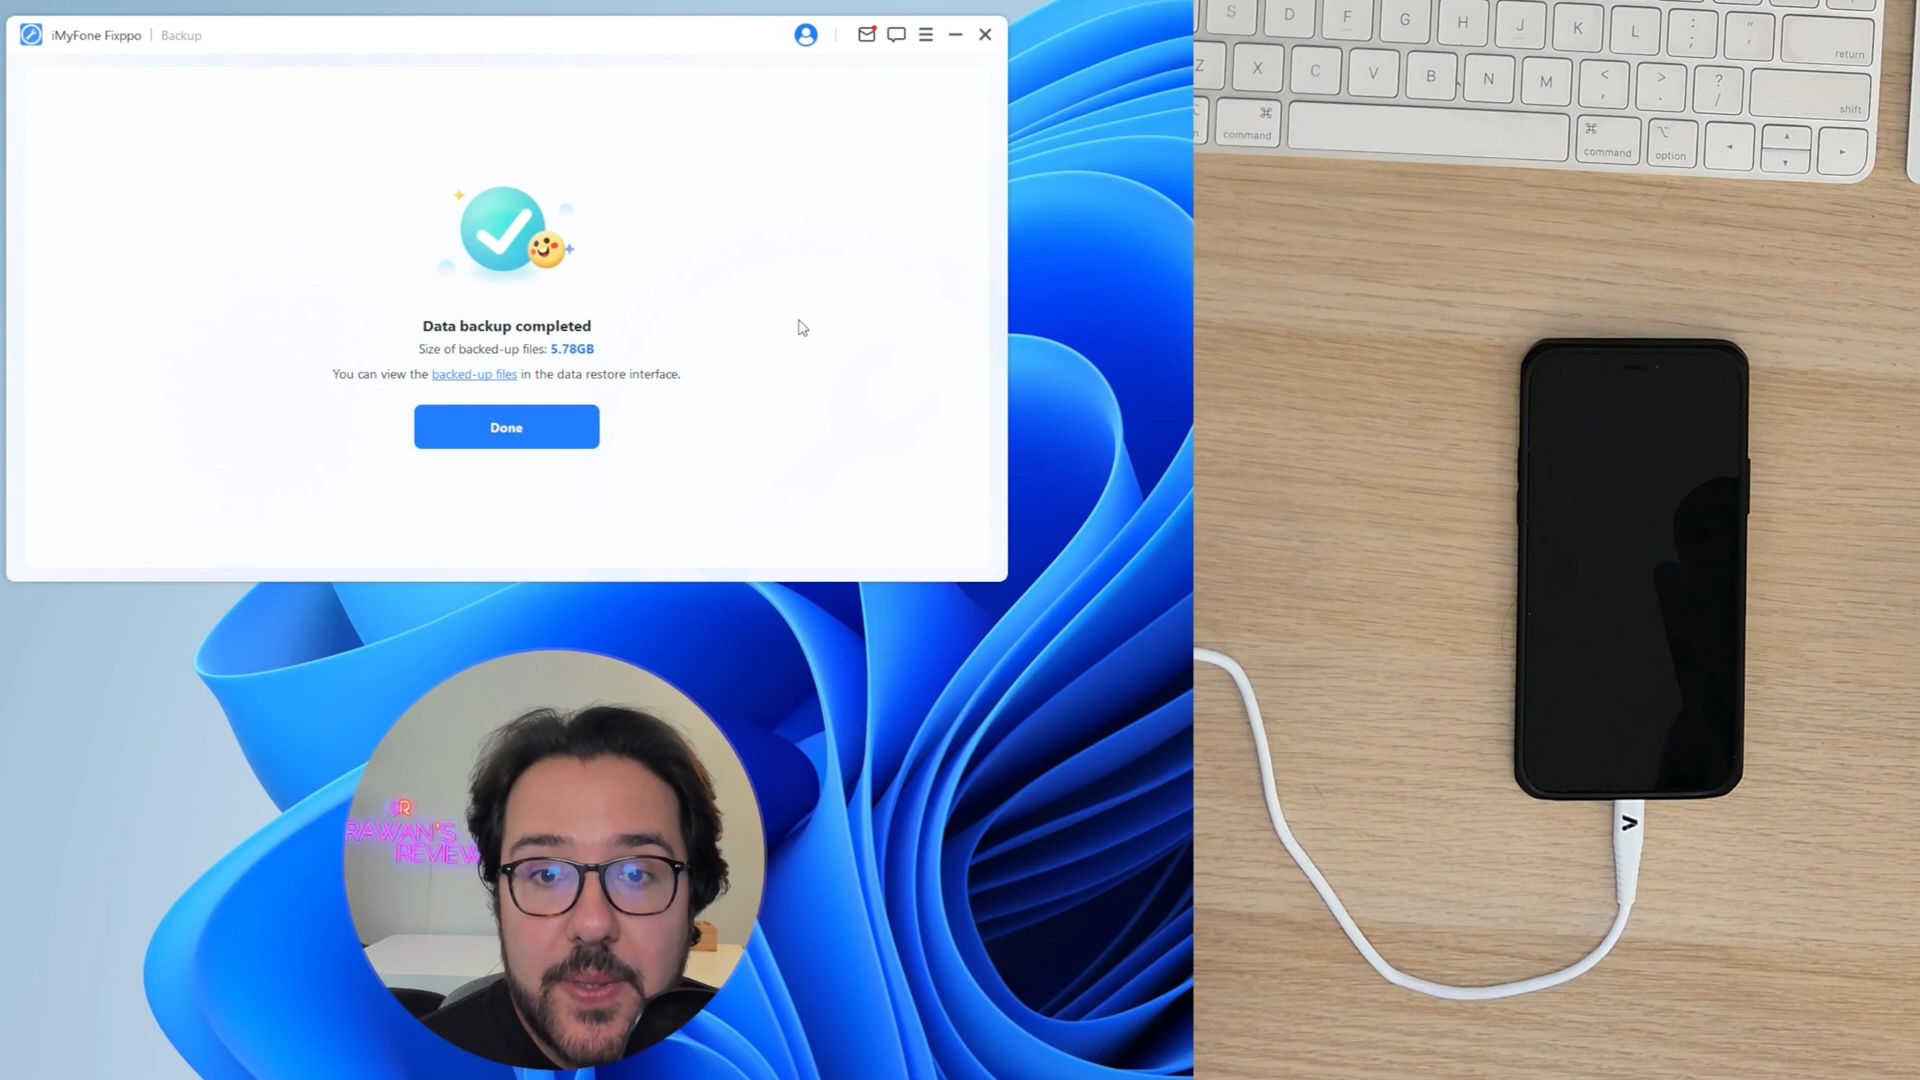 iMyFone Fixppo | Backup
Data backup completed
Size of backed-up files: 5.78GB
You can view the backed-up files in the data restore interface.
Done
RAWAN'S
REVIEW
S D F G H J K L : ; " ' return
Z X C V B N M < , > . ? / shift
⌘ command ⌘ command ⌥ option